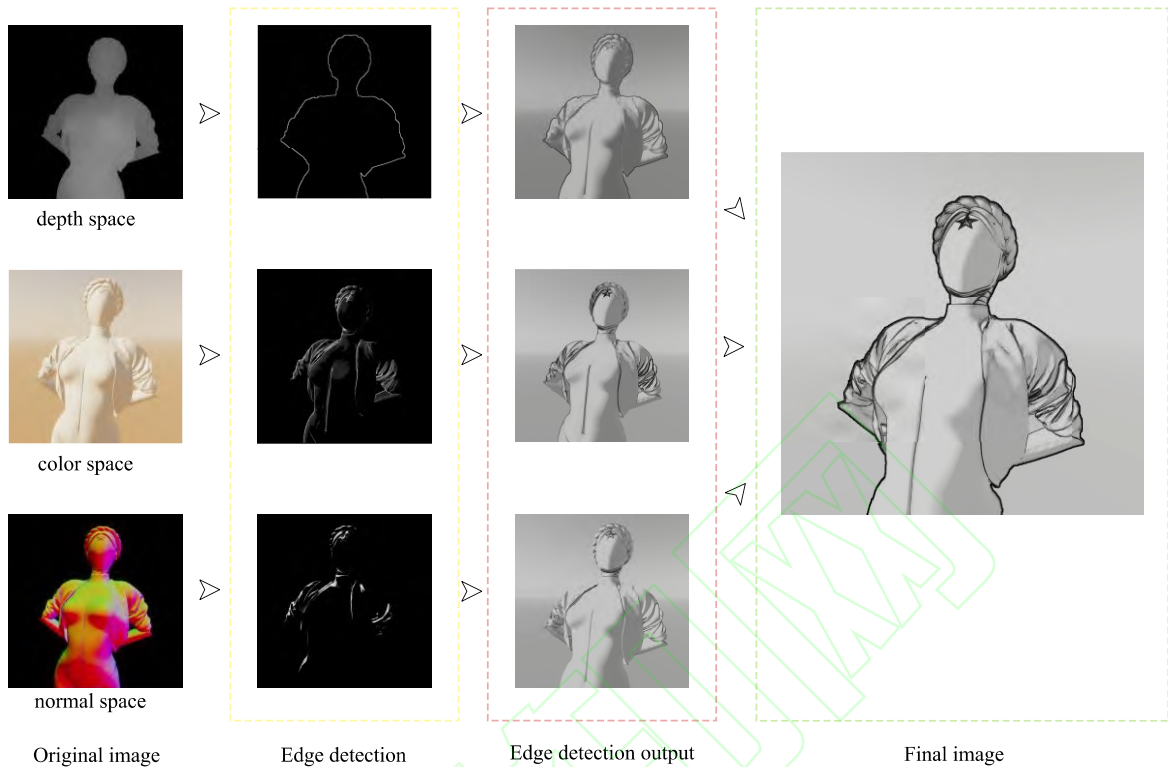 depth space
color space
normal space
Original image
Edge detection
Edge detection output
Final image